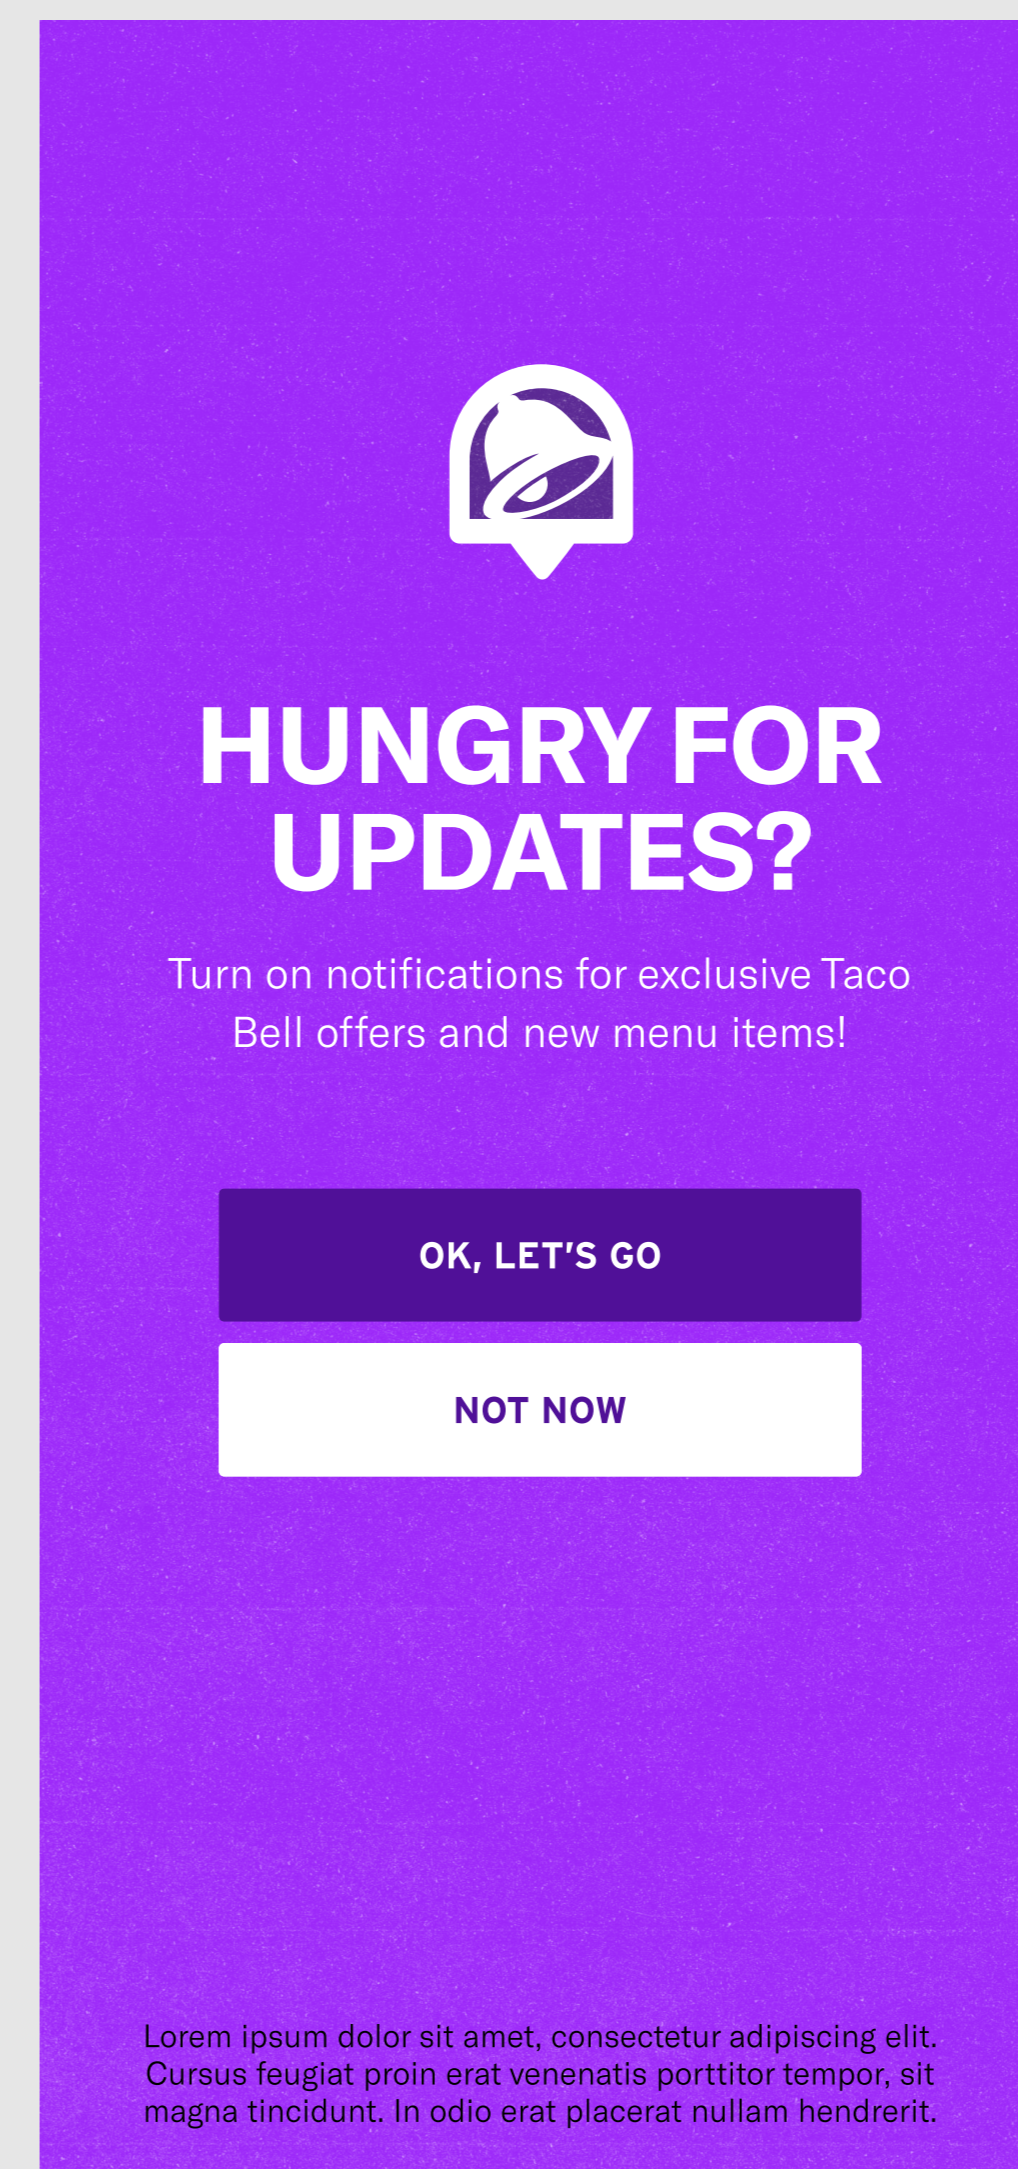 HUNGRY FOR
UPDATES?
Turn on notifications for exclusive Taco
Bell offers and new menu items!
OK, LET’S GO
NOT NOW
Lorem ipsum dolor sit amet, consectetur adipiscing elit.
Cursus feugiat proin erat venenatis porttitor tempor, sit
magna tincidunt. In odio erat placerat nullam hendrerit.